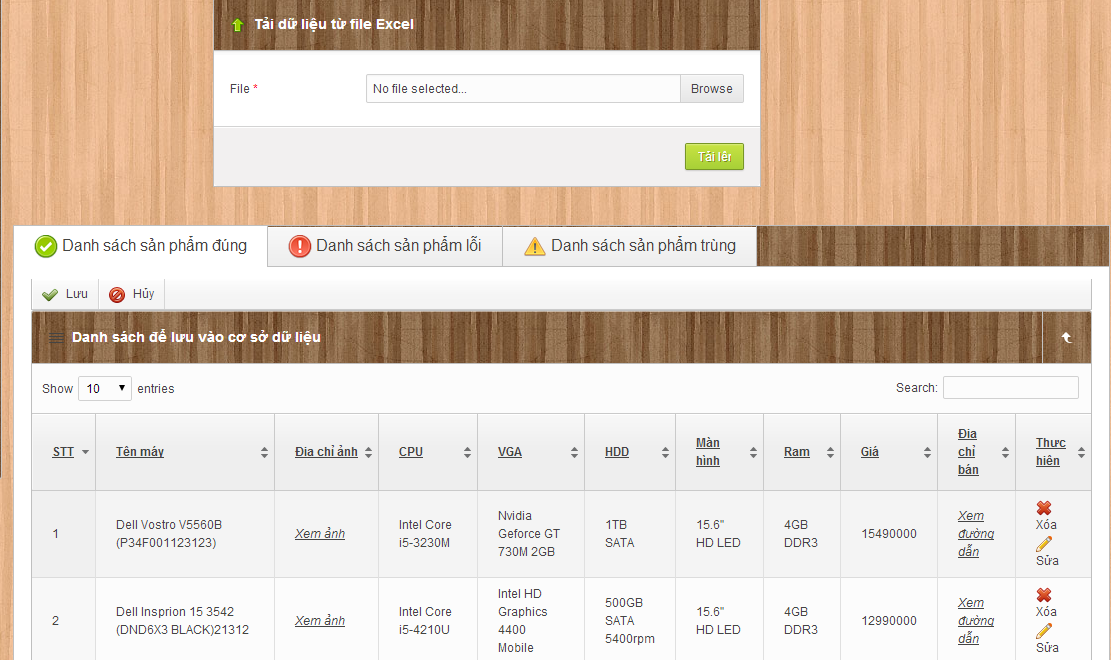 Tải dữ liệu từ file Excel
File *
No file selected...
Browse
Tải lên
Danh sách sản phẩm đúng
Danh sách sản phẩm lỗi
Danh sách sản phẩm trùng
Lưu
Hủy
Danh sách để lưu vào cơ sở dữ liệu
Show 10 entries
Search:
STT
Tên máy
Địa chỉ ảnh
CPU
VGA
HDD
Màn
hình
Ram
Giá
Địa
chỉ
bán
Thực
hiện
1
Dell Vostro V5560B
(P34F001123123)
Xem ảnh
Intel Core
i5-3230M
Nvidia
Geforce GT
730M 2GB
1TB
SATA
15.6"
HD LED
4GB
DDR3
15490000
Xem
đường
dẫn
Xóa
Sửa
2
Dell Insprion 15 3542
(DND6X3 BLACK)21312
Xem ảnh
Intel Core
i5-4210U
Intel HD
Graphics
4400
Mobile
500GB
SATA
5400rpm
15.6"
HD LED
4GB
DDR3
12990000
Xem
đường
dẫn
Xóa
Sửa